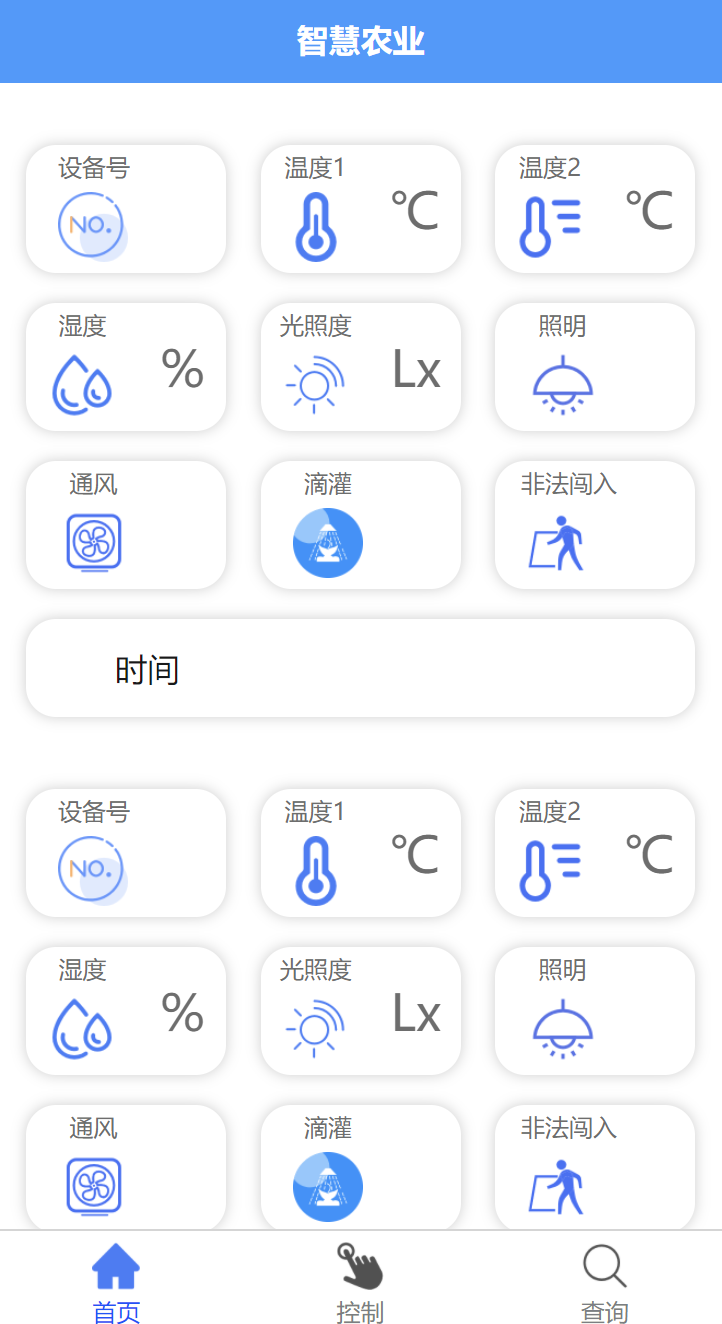 智慧农业
设备号 温度1 温度2
NO. ℃ ℃
湿度 光照度 照明
% Lx
通风 滴灌 非法闯入
时间
设备号 温度1 温度2
NO. ℃ ℃
湿度 光照度 照明
% Lx
通风 滴灌 非法闯入
首页 控制 查询